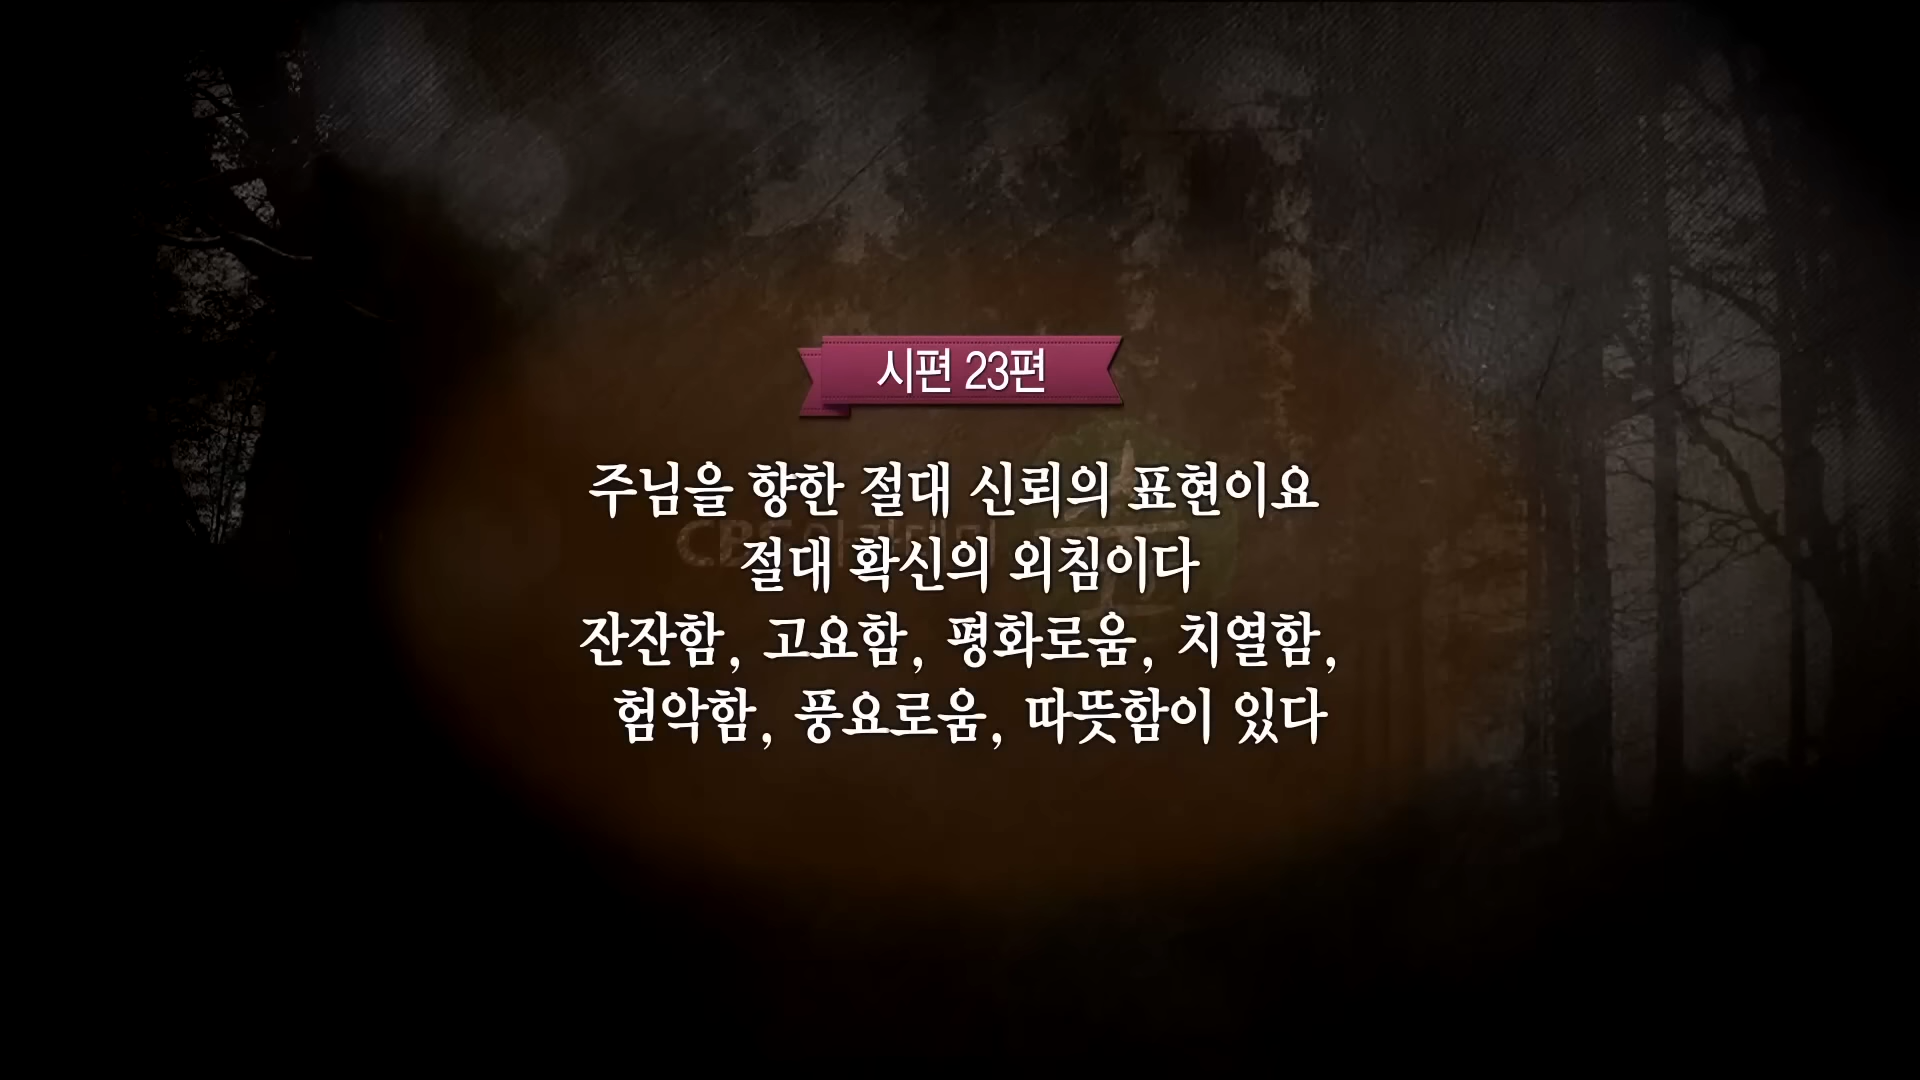 시편 23편
주님을 향한 절대 신뢰의 표현이요
절대 확신의 외침이다
잔잔함, 고요함, 평화로움, 치열함,
험악함, 풍요로움, 따뜻함이 있다